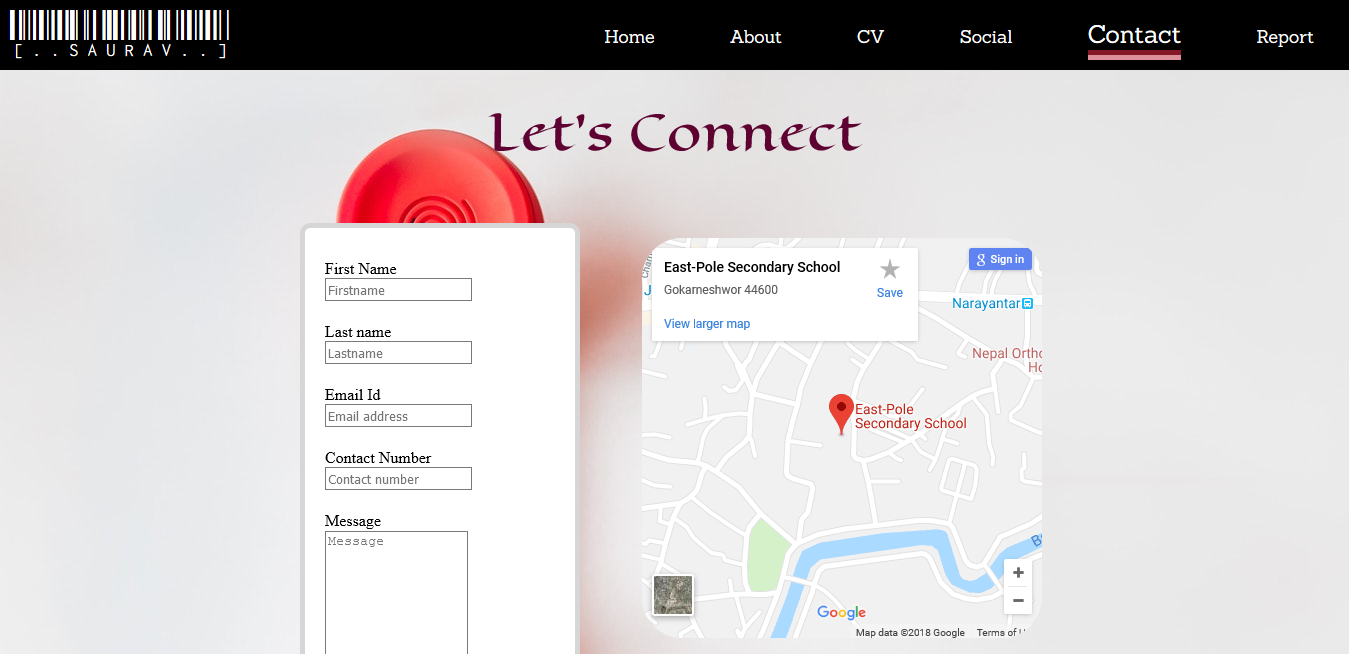 [..SAURAV..]
Home About CV Social Contact Report
Let's Connect
First Name
Firstname
Last name
Lastname
Email Id
Email address
Contact Number
Contact number
Message
Message
East-Pole Secondary School
Gokarneshwor 44600
Save
View larger map
Sign in
Narayantar
Nepal Ortho
Ho
East-Pole
Secondary School
Google
Map data ©2018 Google Terms of U